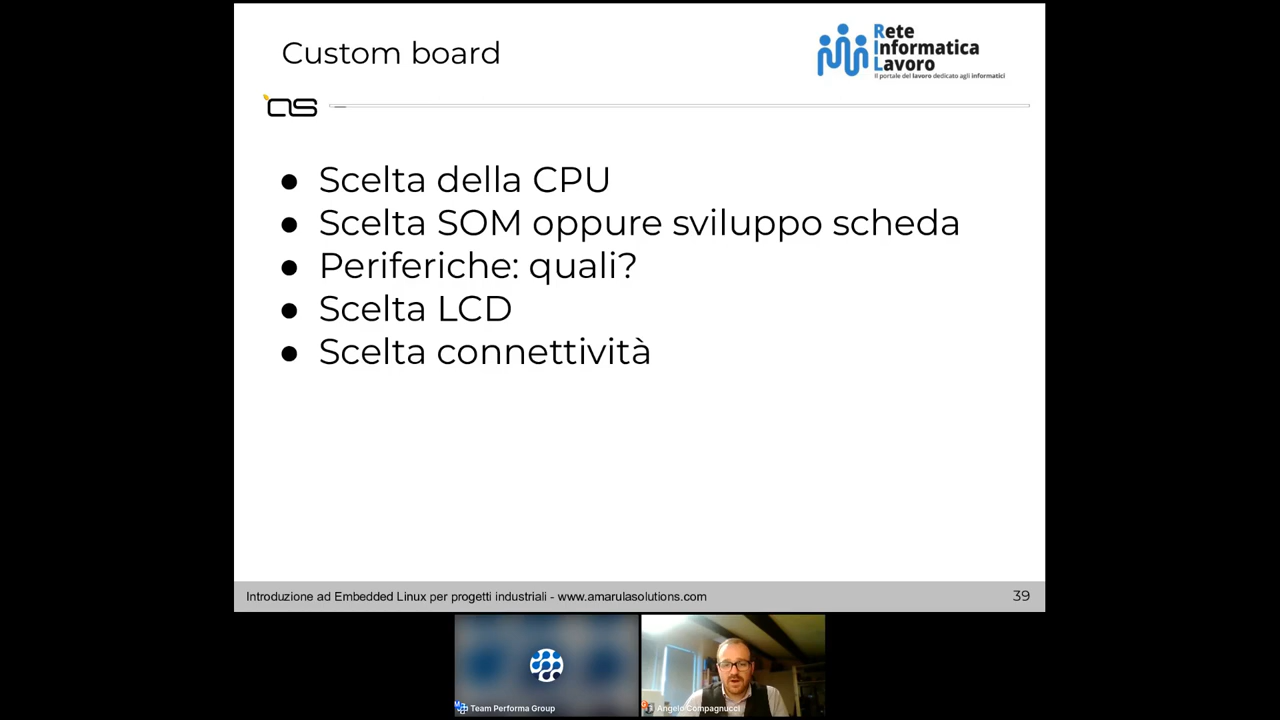 Custom board
Rete
Informatica
Lavoro
Il portale del lavoro dedicato agli informatici
as
● Scelta della CPU
● Scelta SOM oppure sviluppo scheda
● Periferiche: quali?
● Scelta LCD
● Scelta connettività
Introduzione ad Embedded Linux per progetti industriali - www.amarulasolutions.com
39
Team Performa Group
Angelo Compagnucci